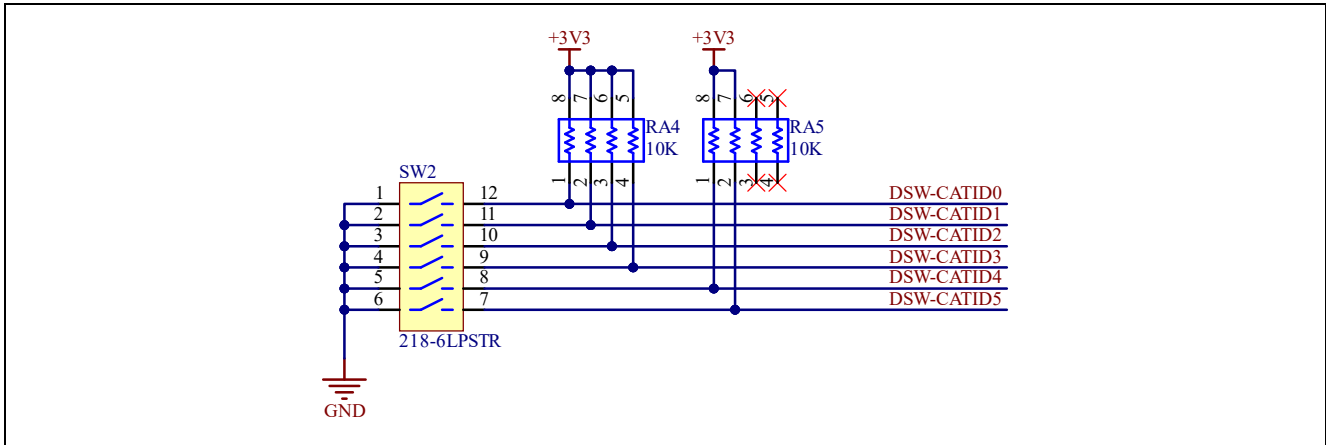 +3V3 +3V3
8 7 6 5 8 7 6 5
RA4 RA5
10K 10K
1 2 3 4 1 2 3 4
SW2
1 12 DSW-CATID0
2 11 DSW-CATID1
3 10 DSW-CATID2
4 9 DSW-CATID3
5 8 DSW-CATID4
6 7 DSW-CATID5
218-6LPSTR
GND